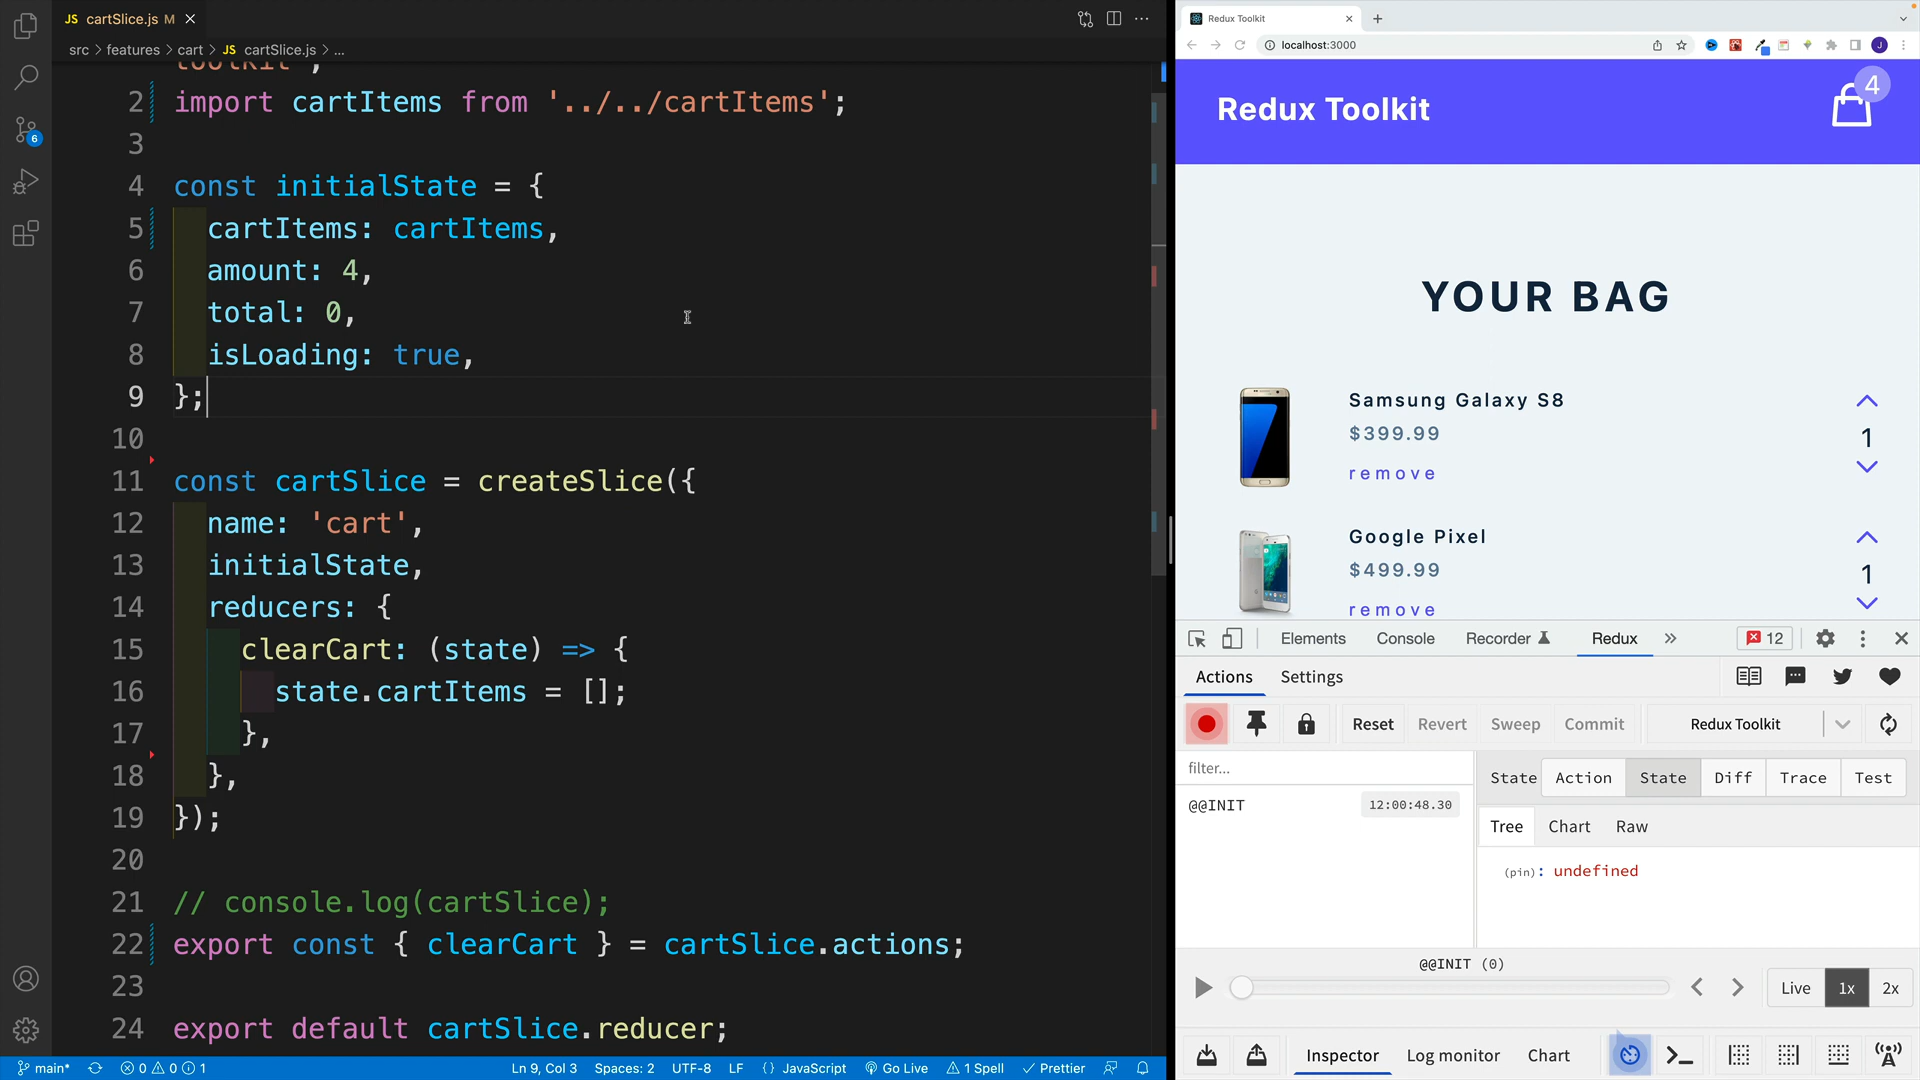 JS cartSlice.js M
src > features > cart > JS cartSlice.js > ...
toolkit';
2 import cartItems from '../../cartItems';
3
4 const initialState = {
5 cartItems: cartItems,
6 amount: 4,
7 total: 0,
8 isLoading: true,
9 };
10
11 const cartSlice = createSlice({
12 name: 'cart',
13 initialState,
14 reducers: {
15 clearCart: (state) => {
16 state.cartItems = [];
17 },
18 },
19 });
20
21 // console.log(cartSlice);
22 export const { clearCart } = cartSlice.actions;
23
24 export default cartSlice.reducer;
6
main*
0 0 1
Ln 9, Col 3
Spaces: 2
UTF-8
LF
{} JavaScript
Go Live
1 Spell
Prettier
Redux Toolkit
localhost:3000
J
Redux Toolkit
4
YOUR BAG
Samsung Galaxy S8
$399.99
remove
1
Google Pixel
$499.99
remove
1
Elements
Console
Recorder
Redux
12
Actions
Settings
Reset
Revert
Sweep
Commit
Redux Toolkit
filter...
@@INIT
12:00:48.30
State
Action
State
Diff
Trace
Test
Tree
Chart
Raw
(pin): undefined
@@INIT (0)
Live
1x
2x
Inspector
Log monitor
Chart